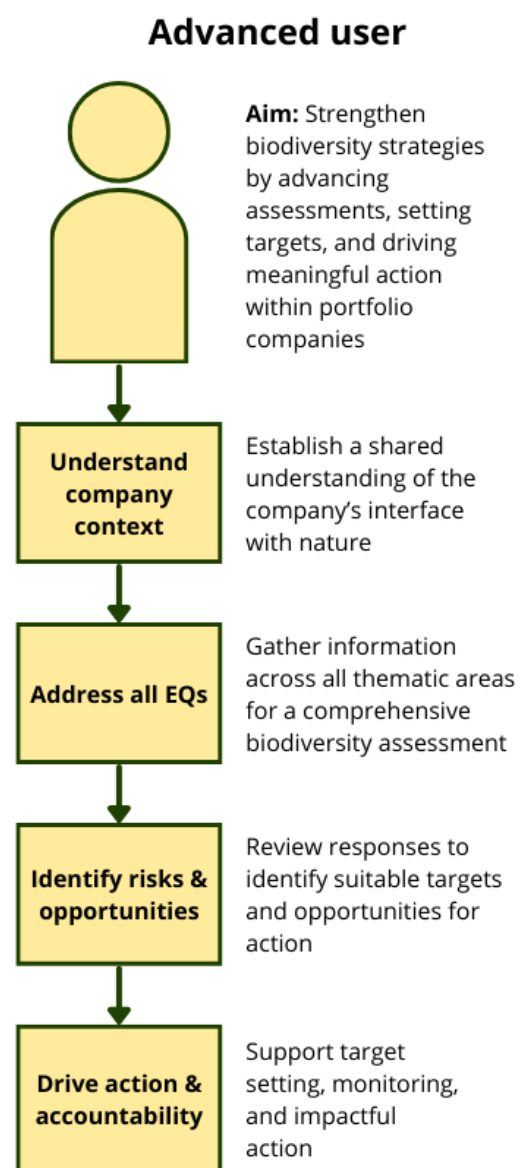 Advanced user
Aim: Strengthen
biodiversity strategies
by advancing
assessments, setting
targets, and driving
meaningful action
within portfolio
companies
Understand
company
context
Establish a shared
understanding of the
company’s interface
with nature
Address all EQs
Gather information
across all thematic areas
for a comprehensive
biodiversity assessment
Identify risks &
opportunities
Review responses to
identify suitable targets
and opportunities for
action
Drive action &
accountability
Support target
setting, monitoring,
and impactful
action